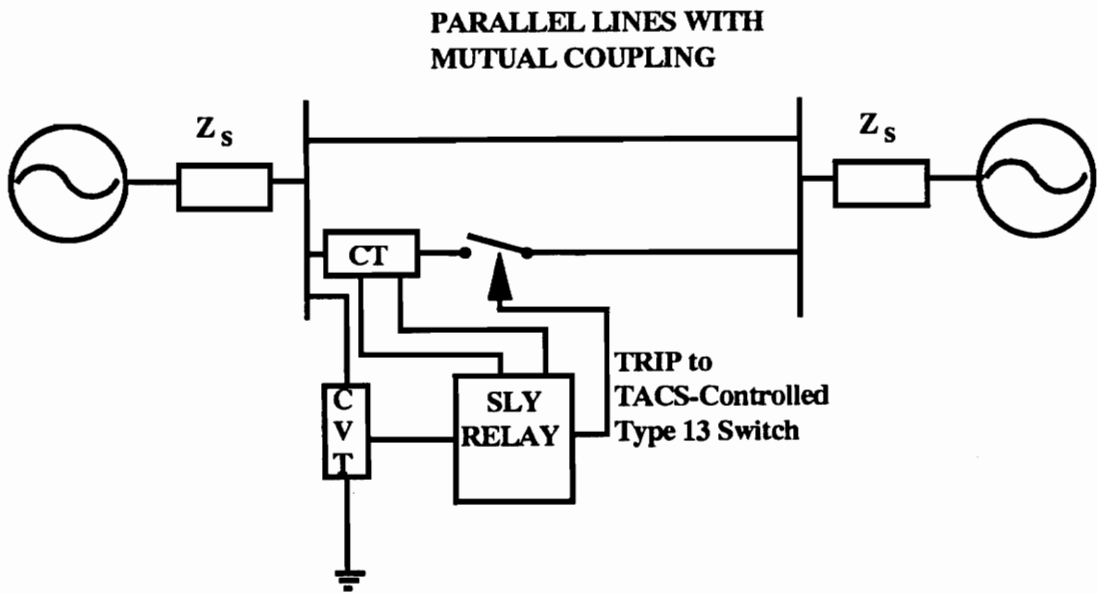 PARALLEL LINES WITH
MUTUAL COUPLING
Z S
Z S
CT
TRIP to
TACS-Controlled
Type 13 Switch
SLY
RELAY
C
V
T